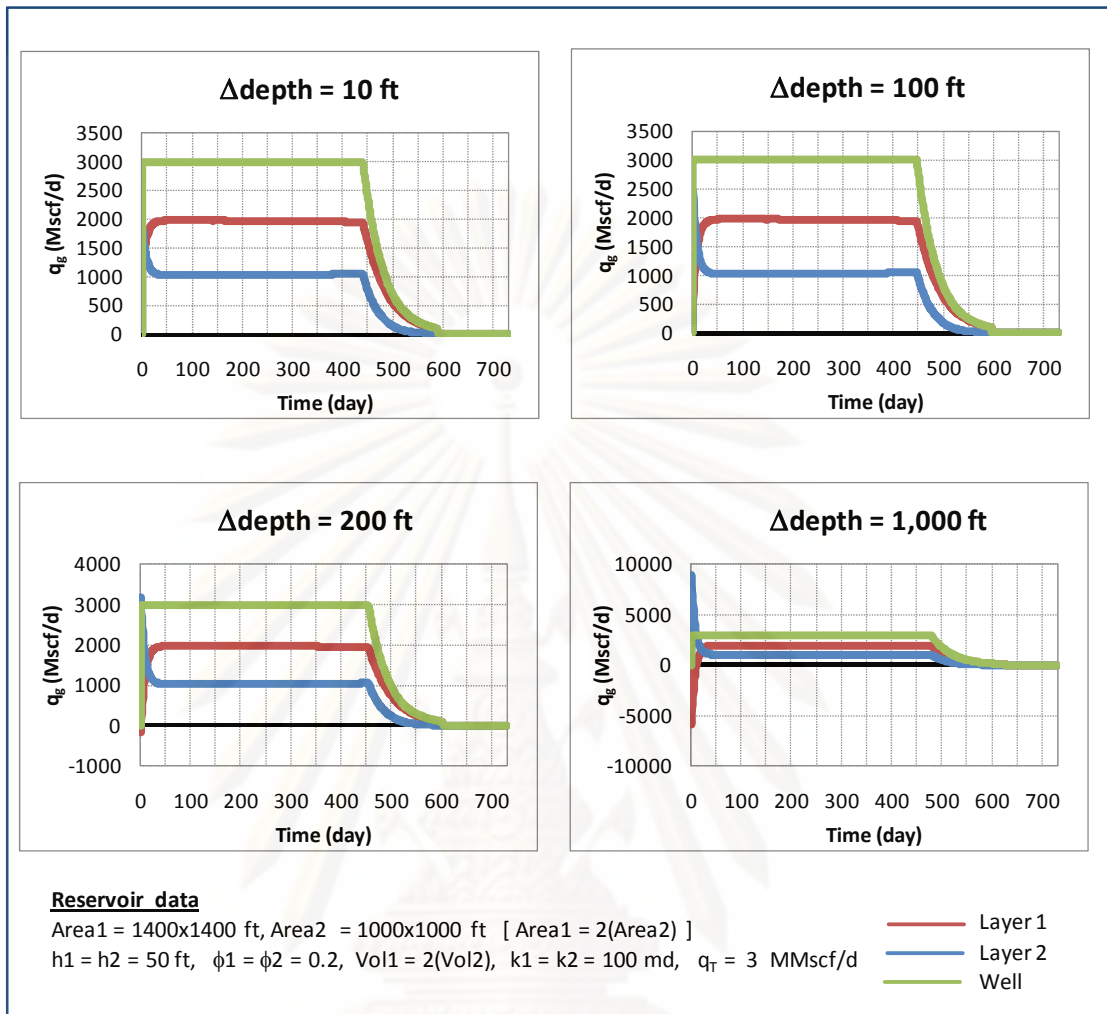 Δdepth = 10 ft
3500
3000
2500
2000
1500
1000
500
0
q_g (Mscf/d)
0 100 200 300 400 500 600 700
Time (day)
Δdepth = 100 ft
3500
3000
2500
2000
1500
1000
500
0
q_g (Mscf/d)
0 100 200 300 400 500 600 700
Time (day)
Δdepth = 200 ft
4000
3000
2000
1000
0
-1000
q_g (Mscf/d)
0 100 200 300 400 500 600 700
Time (day)
Δdepth = 1,000 ft
10000
5000
0
-5000
-10000
q_g (Mscf/d)
0 100 200 300 400 500 600 700
Time (day)
Reservoir data
Area1 = 1400x1400 ft, Area2 = 1000x1000 ft [ Area1 = 2(Area2) ]
h1 = h2 = 50 ft, ϕ1 = ϕ2 = 0.2, Vol1 = 2(Vol2), k1 = k2 = 100 md, q_T = 3 MMscf/d
Layer 1
Layer 2
Well